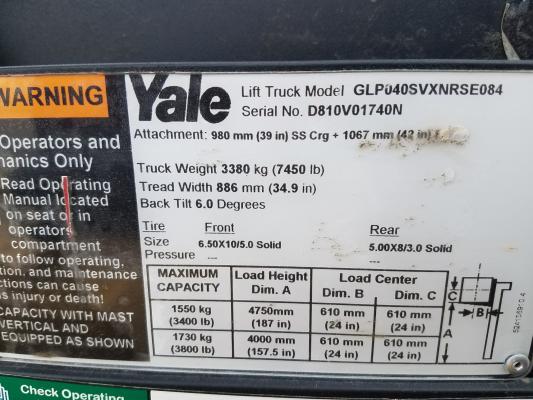 WARNING
Operators and
hanics Only
Read Operating
Manual located
on seat or in
operators
compartment
to follow operating,
tion, and maintenance
ctions can cause
s injury or death!
CAPACITY WITH MAST
VERTICAL AND
EQUIPPED AS SHOWN
Yale
Lift Truck Model GLP040SVXNRSE084
Serial No. D810V01740N
Attachment: 980 mm (39 in) SS Crg + 1067 mm (42 in) F
Truck Weight 3380 kg (7450 lb)
Tread Width 886 mm (34.9 in)
Back Tilt 6.0 Degrees
Tire Front Rear
Size 6.50X10/5.0 Solid 5.00X8/3.0 Solid
Pressure --- ---
MAXIMUM CAPACITY Load Height Dim. A Load Center Dim. B Dim. C
1550 kg 4750mm 610 mm 610 mm
(3400 lb) (187 in) (24 in) (24 in)
1730 kg 4000 mm 610 mm 610 mm
(3800 lb) (157.5 in) (24 in) (24 in)
C
B
A
Check Operating